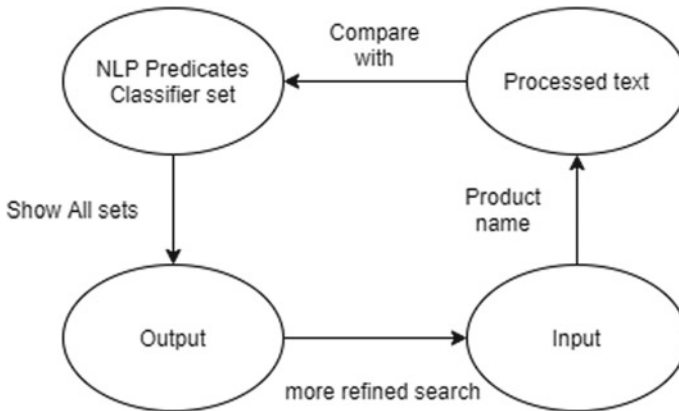 Compare
with
NLP Predicates
Classifier set
Processed text
Show All sets
Product
name
Output
Input
more refined search